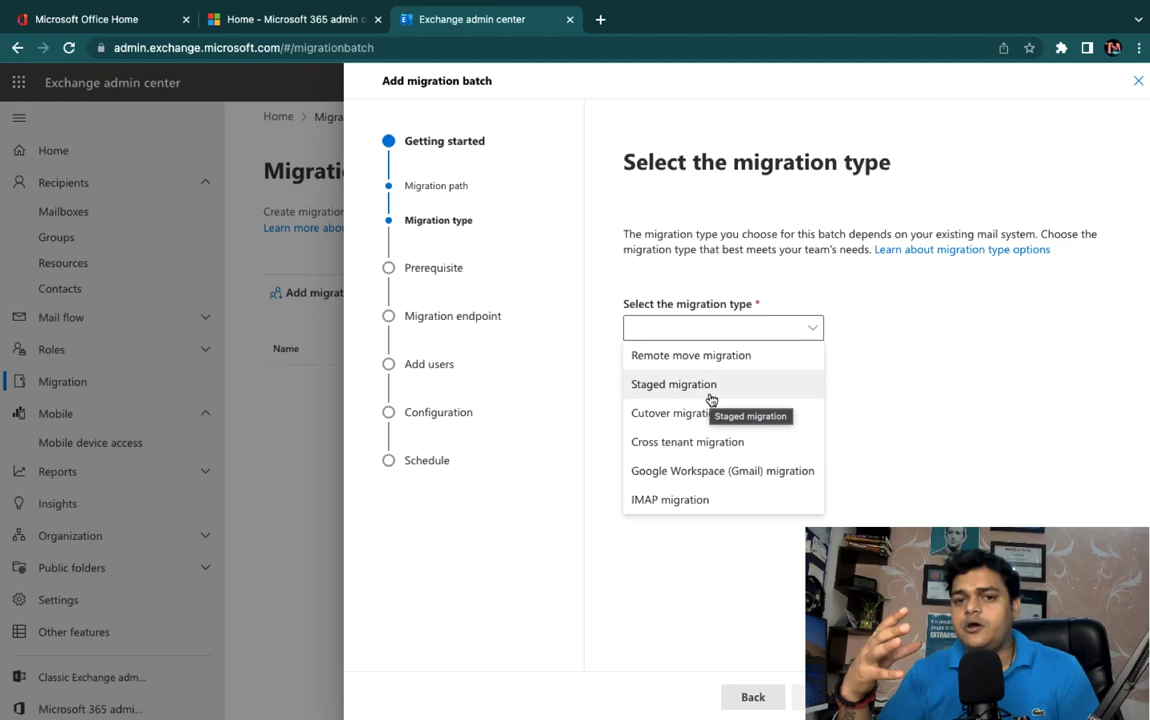 Microsoft Office Home
Home - Microsoft 365 admin c
Exchange admin center
admin.exchange.microsoft.com/#/migrationbatch
TM
Exchange admin center
Home
Recipients
Mailboxes
Groups
Resources
Contacts
Mail flow
Roles
Migration
Mobile
Mobile device access
Reports
Insights
Organization
Public folders
Settings
Other features
Classic Exchange adm...
Microsoft 365 admi...
Home > Migra
Migrati
Create migration
Learn more abou
Add migrat
Name
Add migration batch
Getting started
Migration path
Migration type
Prerequisite
Migration endpoint
Add users
Configuration
Schedule
Select the migration type
The migration type you choose for this batch depends on your existing mail system. Choose the
migration type that best meets your team's needs. Learn about migration type options
Select the migration type *
Remote move migration
Staged migration
Cutover migrati
Staged migration
Cross tenant migration
Google Workspace (Gmail) migration
IMAP migration
Back